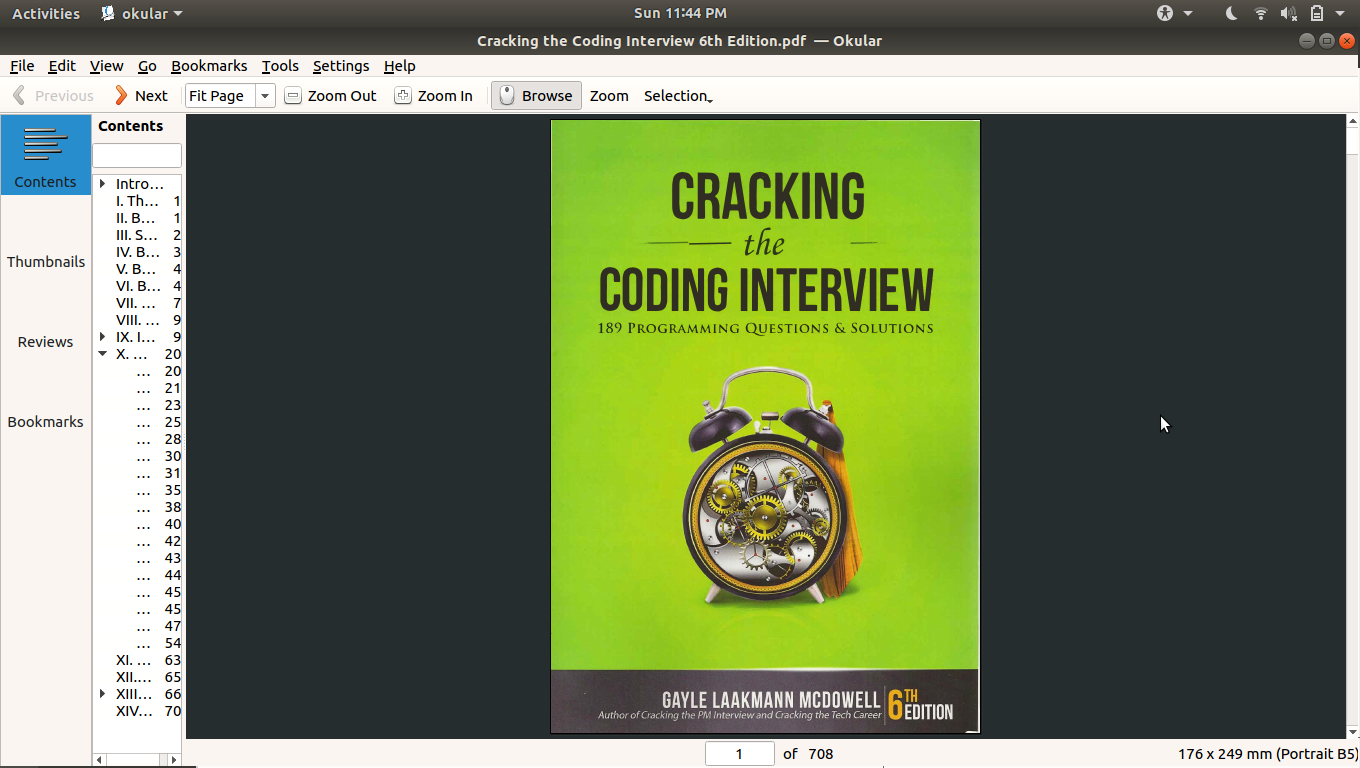 Activities okular Sun 11:44 PM
Cracking the Coding Interview 6th Edition.pdf — Okular
File Edit View Go Bookmarks Tools Settings Help
Previous Next Fit Page Zoom Out Zoom In Browse Zoom Selection
Contents
Thumbnails
Reviews
Bookmarks
Contents
Intro...
I. Th... 1
II. B... 1
III. S... 2
IV. B... 3
V. B... 4
VI. B... 4
VII. ... 7
VIII. ... 9
IX. I... 9
X. ... 20
... 20
... 21
... 23
... 25
... 28
... 30
... 31
... 35
... 38
... 40
... 42
... 43
... 44
... 45
... 45
... 47
... 54
XI. ... 63
XII.... 65
XIII... 66
XIV... 70
CRACKING
the
CODING INTERVIEW
189 PROGRAMMING QUESTIONS & SOLUTIONS
GAYLE LAAKMANN MCDOWELL
Author of Cracking the PM Interview and Cracking the Tech Career
6TH EDITION
1 of 708
176 x 249 mm (Portrait B5)